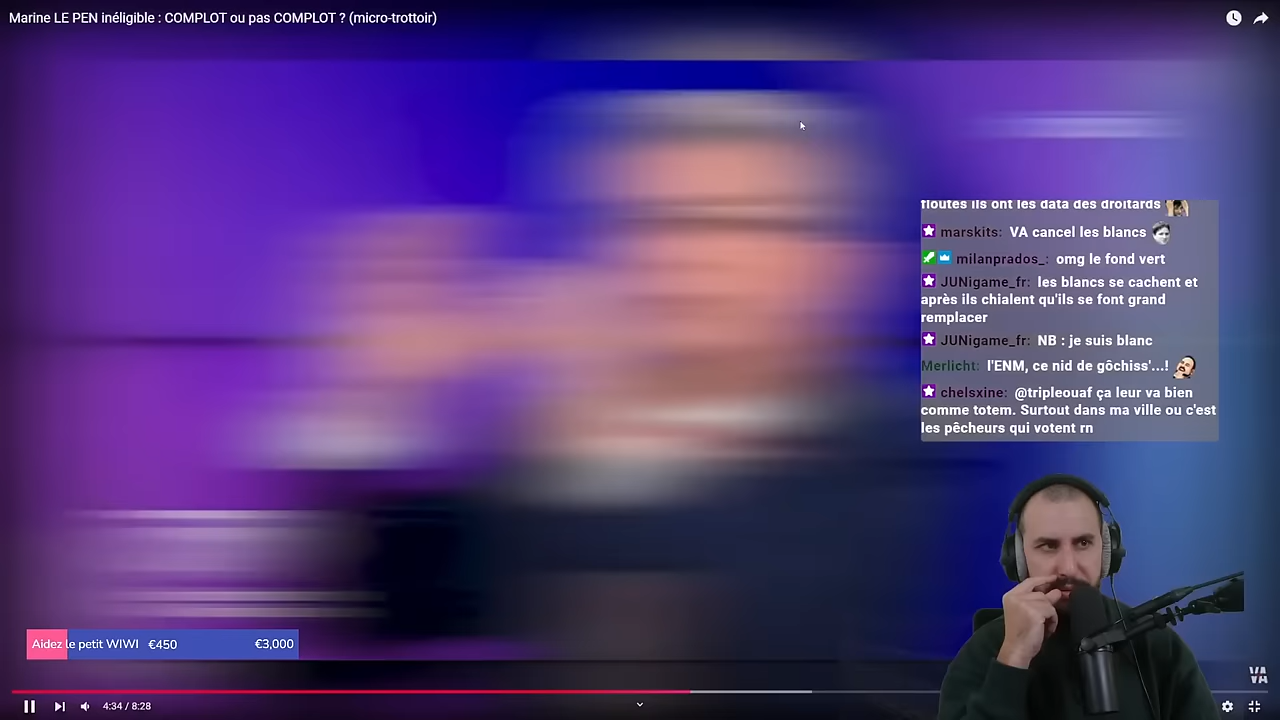 Marine LE PEN inéligible : COMPLOT ou pas COMPLOT ? (micro-trottoir)
floutés ils ont les data des droitards
marskits: VA cancel les blancs
milanprados_: omg le fond vert
JUNigame_fr: les blancs se cachent et
après ils chialent qu'ils se font grand
remplacer
JUNigame_fr: NB : je suis blanc
Merlicht: l'ENM, ce nid de gôchiss'...!
chelsxine: @tripleouaf ça leur va bien
comme totem. Surtout dans ma ville ou c'est
les pêcheurs qui votent rn
Aidez le petit WIWI €450 €3,000
VA
4:34 / 8:28